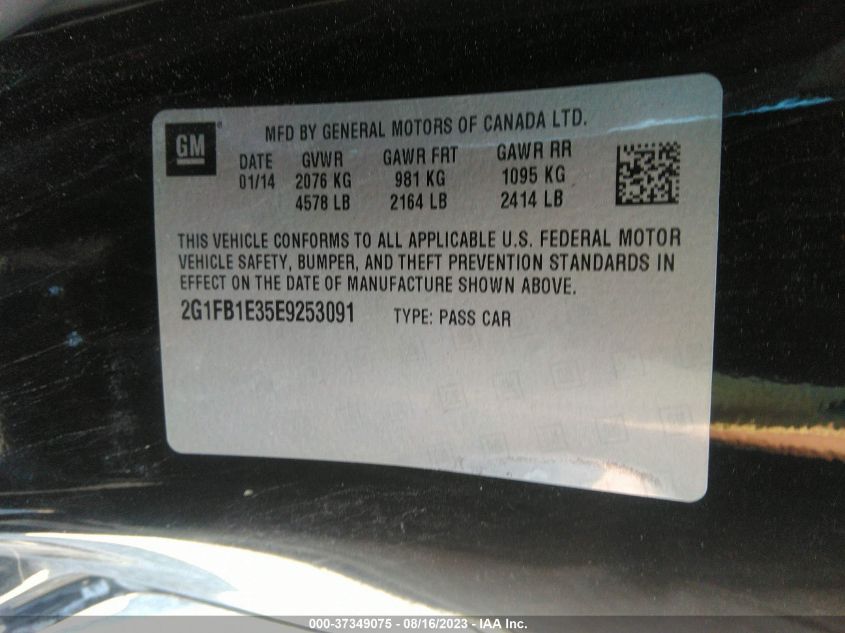 GM
MFD BY GENERAL MOTORS OF CANADA LTD.
DATE GVWR GAWR FRT GAWR RR
01/14 2076 KG 981 KG 1095 KG
4578 LB 2164 LB 2414 LB
THIS VEHICLE CONFORMS TO ALL APPLICABLE U.S. FEDERAL MOTOR
VEHICLE SAFETY, BUMPER, AND THEFT PREVENTION STANDARDS IN
EFFECT ON THE DATE OF MANUFACTURE SHOWN ABOVE.
2G1FB1E35E9253091 TYPE: PASS CAR
000-37349075 - 08/16/2023 - IAA Inc.